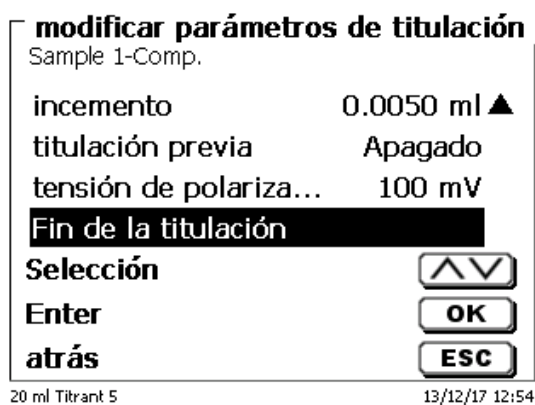 modificar parámetros de titulación
Sample 1-Comp.
incemento 0.0050 ml ▲
titulación previa Apagado
tensión de polariza... 100 mV
Fin de la titulación
Selección
Enter OK
atrás ESC
20 ml Titrant 5 13/12/17 12:54